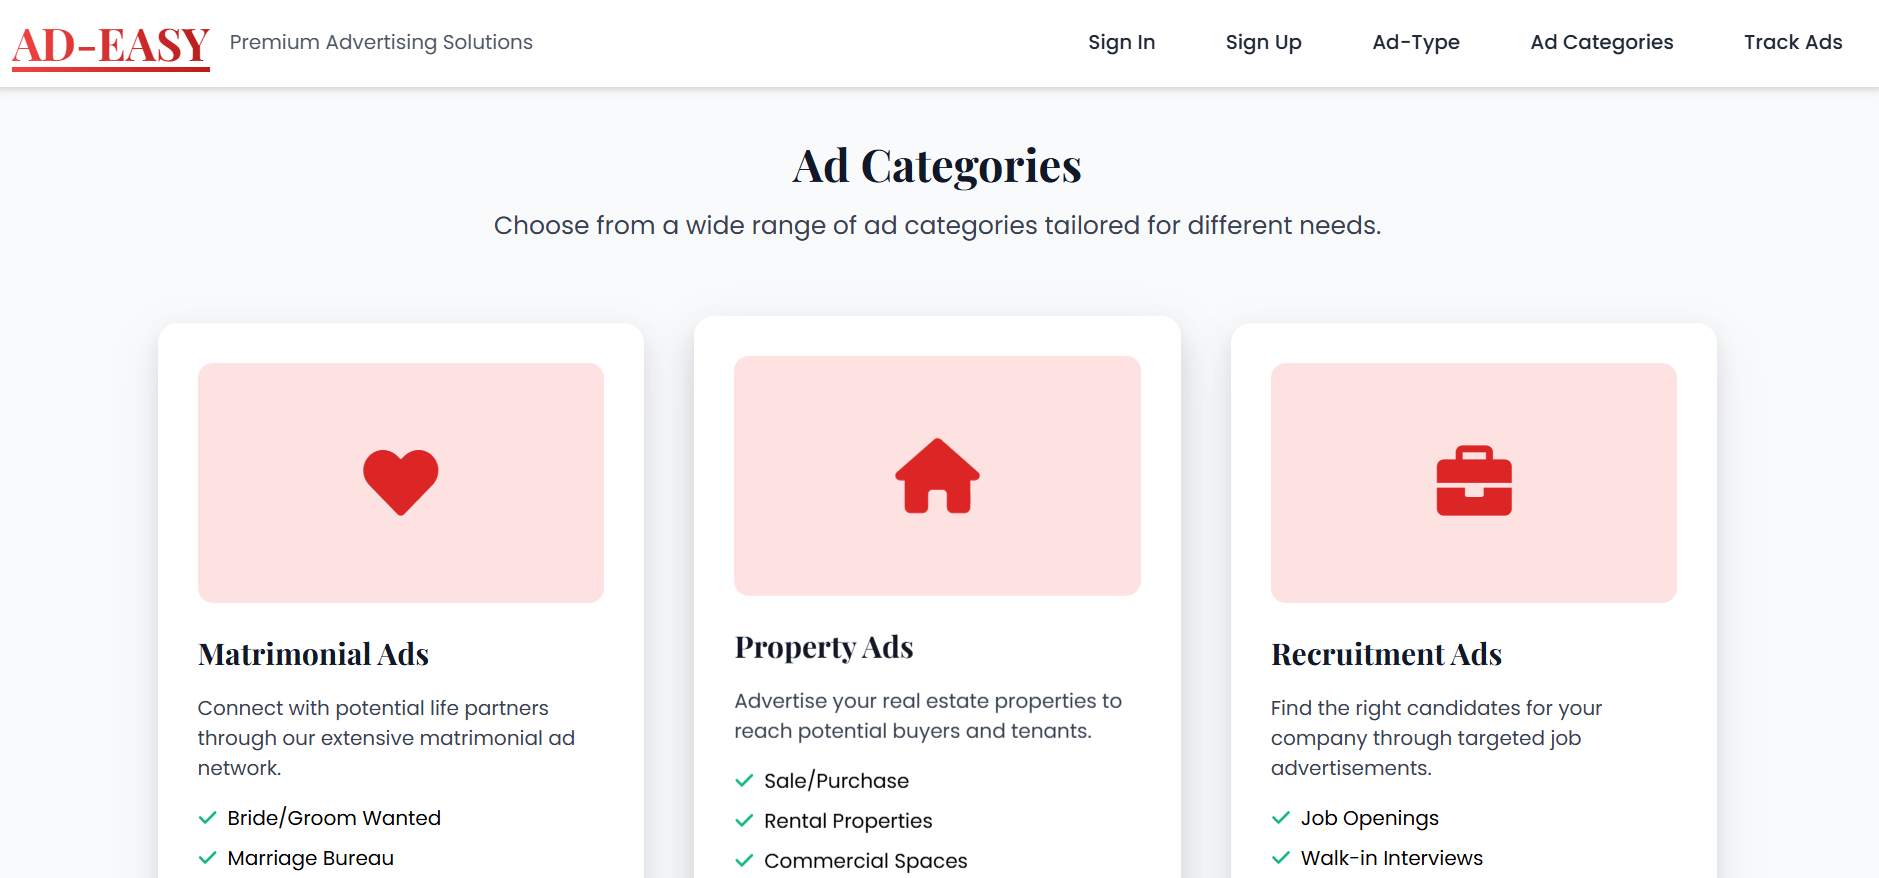 AD-EASY Premium Advertising Solutions Sign In Sign Up Ad-Type Ad Categories Track Ads
Ad Categories
Choose from a wide range of ad categories tailored for different needs.
Matrimonial Ads
Connect with potential life partners
through our extensive matrimonial ad
network.
Bride/Groom Wanted
Marriage Bureau
Property Ads
Advertise your real estate properties to
reach potential buyers and tenants.
Sale/Purchase
Rental Properties
Commercial Spaces
Recruitment Ads
Find the right candidates for your
company through targeted job
advertisements.
Job Openings
Walk-in Interviews